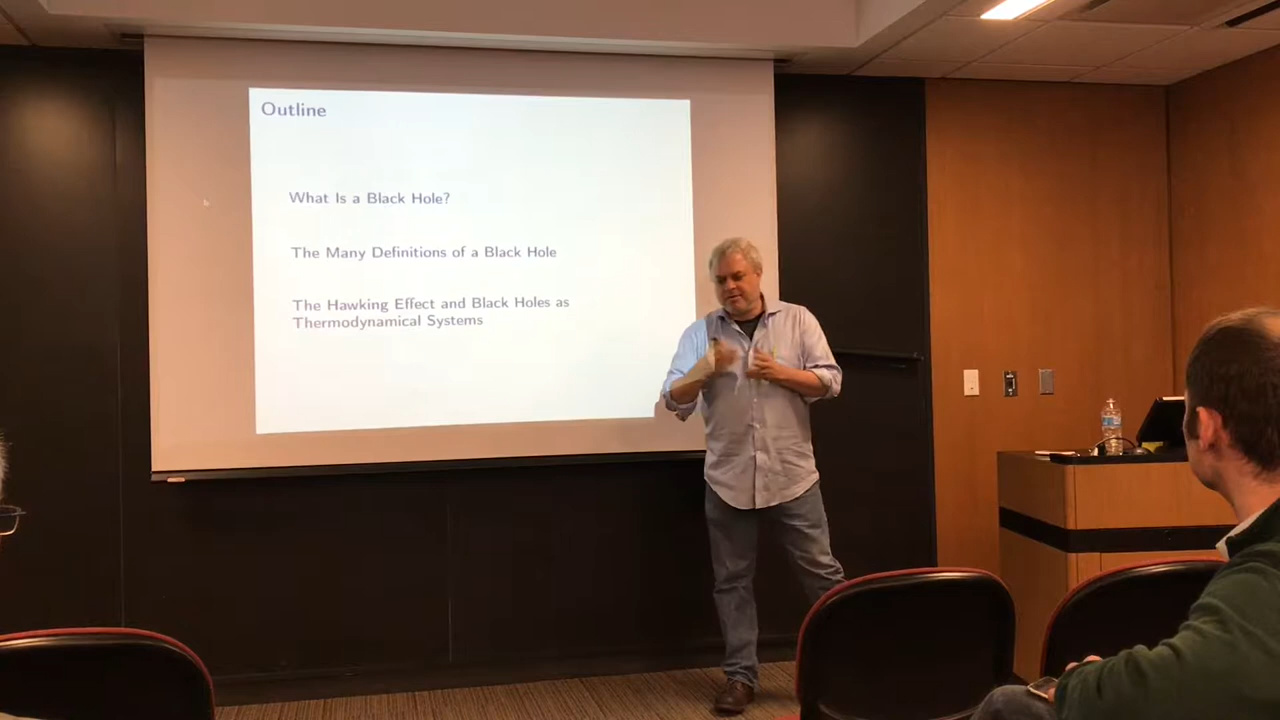 Outline
What Is a Black Hole?
The Many Definitions of a Black Hole
The Hawking Effect and Black Holes as
Thermodynamical Systems